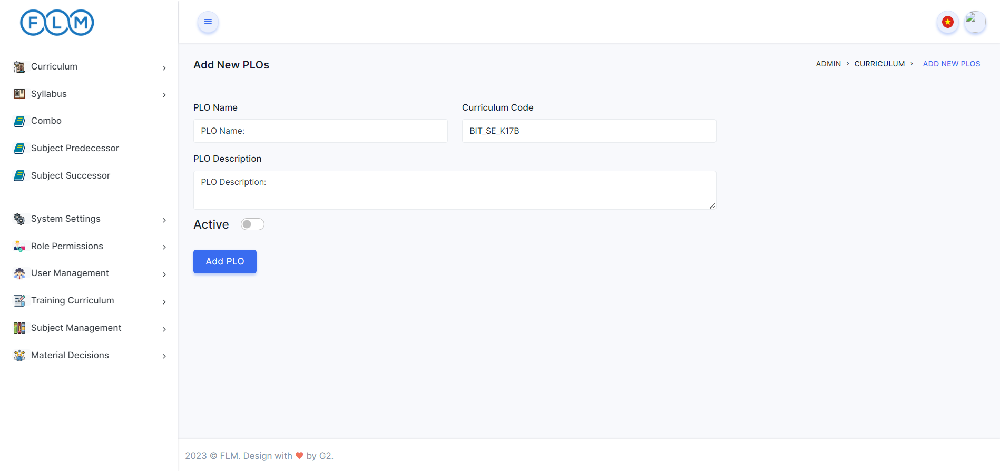 FLM
Curriculum
Syllabus
Combo
Subject Predecessor
Subject Successor
System Settings
Role Permissions
User Management
Training Curriculum
Subject Management
Material Decisions
Add New PLOs
ADMIN > CURRICULUM > ADD NEW PLOS
PLO Name
Curriculum Code
PLO Name:
BIT_SE_K17B
PLO Description
PLO Description:
Active
Add PLO
2023 © FLM. Design with ❤ by G2.